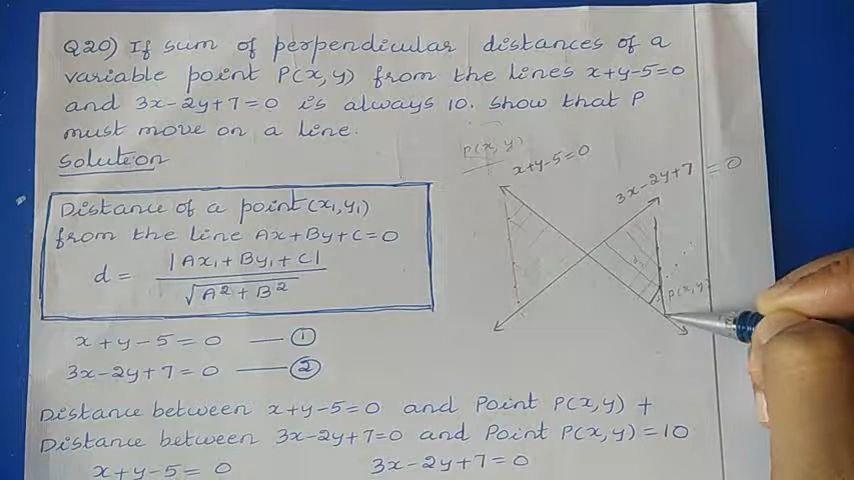 Q20) If sum of perpendicular distances of a
variable point P(x,y) from the lines x+y-5=0
and 3x-2y+7=0 is always 10. Show that P
must move on a line.
Solution
P(x,y)
x+y-5=0
3x-2y+7=0
Distance of a point (x₁,y₁)
from the line Ax+By+C=0
d = |Ax₁+By₁+C| / √A²+B²
P(x,y)
x+y-5=0 — ①
3x-2y+7=0 — ②
Distance between x+y-5=0 and Point P(x,y) +
Distance between 3x-2y+7=0 and Point P(x,y)=10
x+y-5=0 3x-2y+7=0